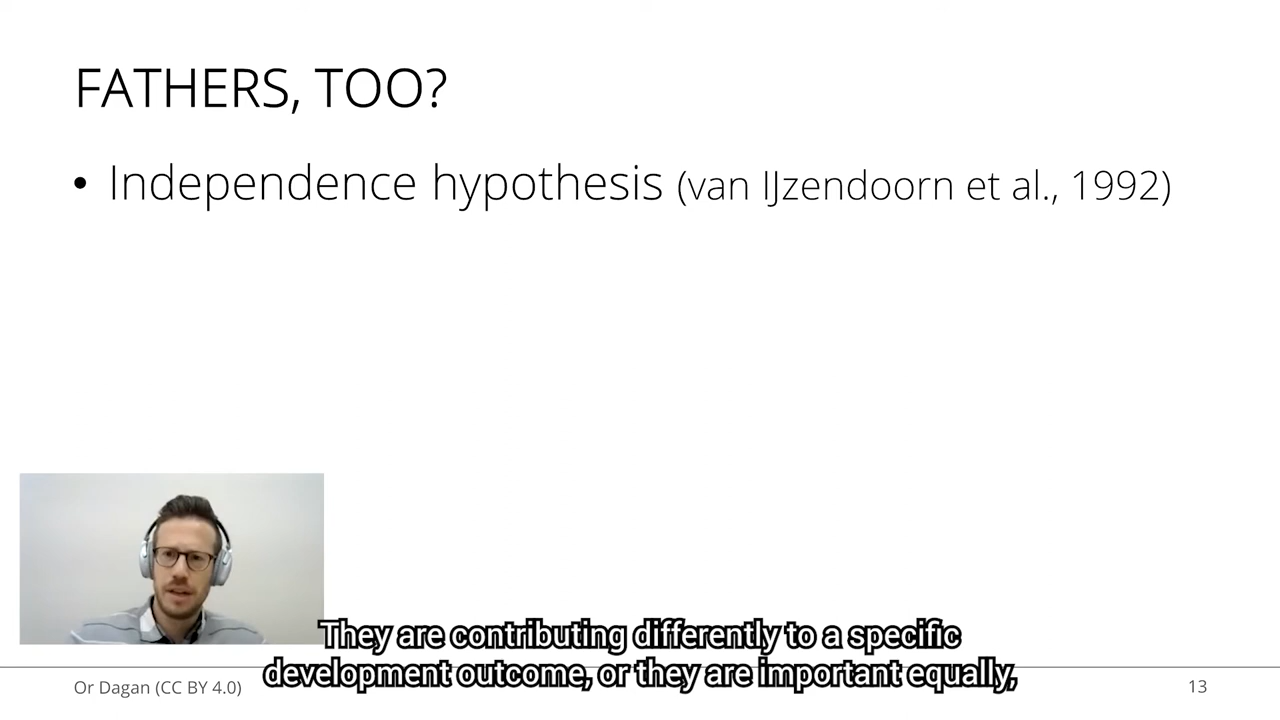 FATHERS, TOO?
• Independence hypothesis (van IJzendoorn et al., 1992)
They are contributing differently to a specific
development outcome, or they are important equally,
Or Dagan (CC BY 4.0)
13